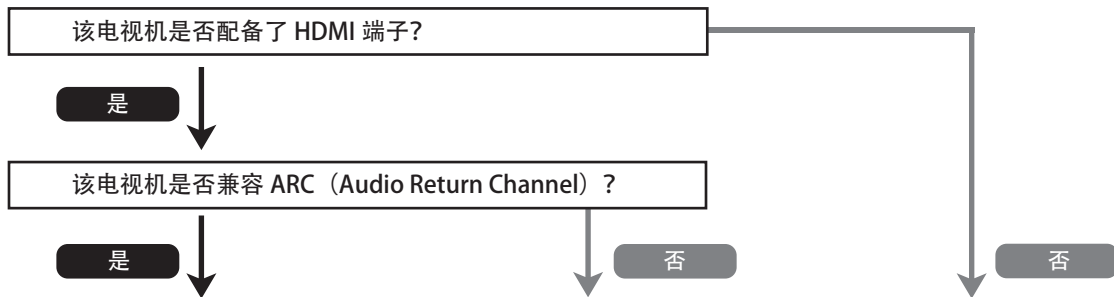 该电视机是否配备了 HDMI 端子？
是
该电视机是否兼容 ARC（Audio Return Channel）？
是
否
否